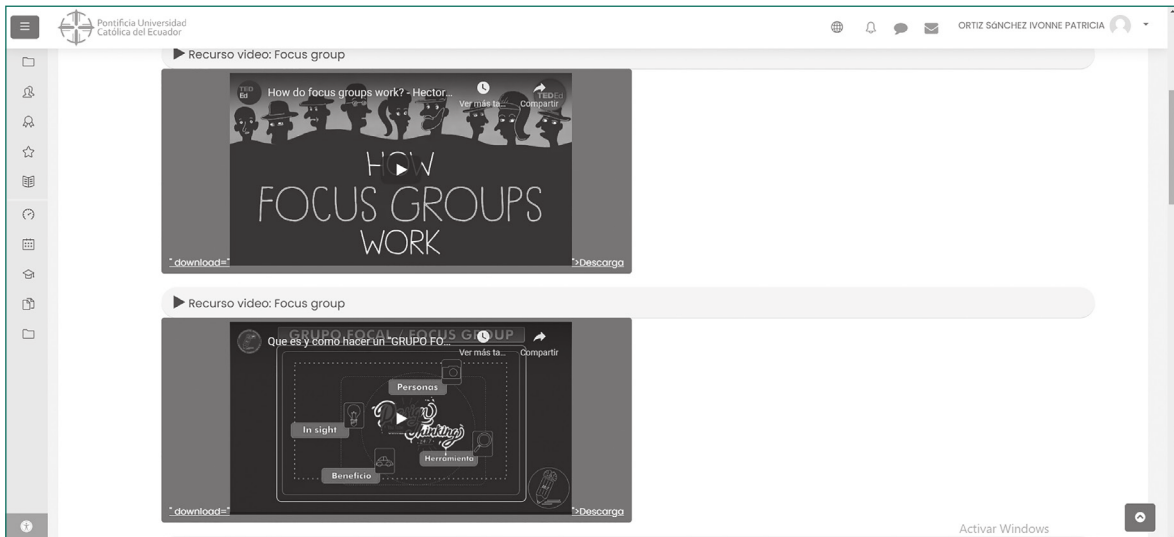 Pontificia Universidad
Católica del Ecuador
ORTIZ SáNCHEZ IVONNE PATRICIA
Recurso video: Focus group
TED
Ed
How do focus groups work? - Hector...
Ver más ta...
Compartir
TEDEd
HOW
FOCUS GROUPS
WORK
" download="
">Descarga
Recurso video: Focus group
GRUPO FOCAL / FOCUS GROUP
Que es y como hacer un "GRUPO FO...
Ver más ta...
Compartir
Personas
Design
Thinking
In sight
Herramienta
Beneficio
" download="
">Descarga
Activar Windows